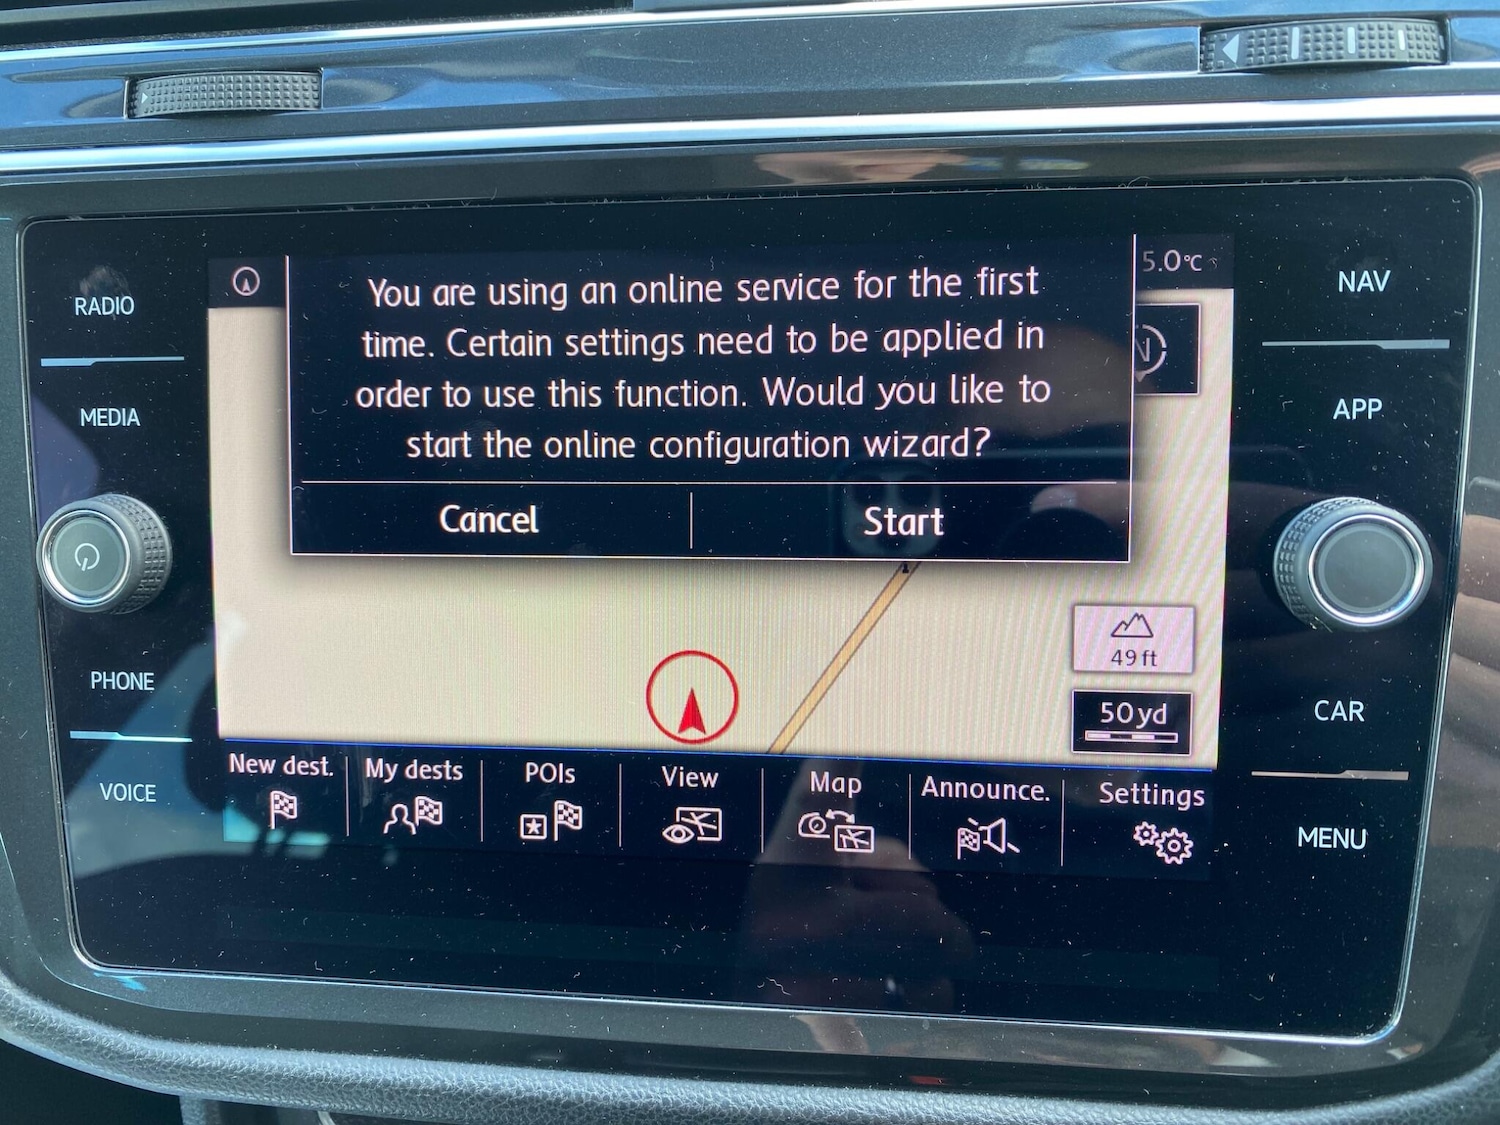 RADIO
MEDIA
PHONE
VOICE
You are using an online service for the first
time. Certain settings need to be applied in
order to use this function. Would you like to
start the online configuration wizard?
Cancel
Start
5.0°C
N
49 ft
50 yd
New dest.
My dests
POIs
View
Map
Announce.
Settings
NAV
APP
CAR
MENU